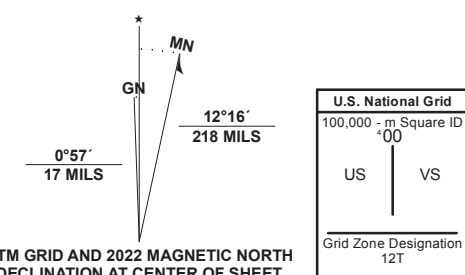 ★
MN
GN
12°16´
218 MILS
0°57´
17 MILS
TM GRID AND 2022 MAGNETIC NORTH
DECLINATION AT CENTER OF SHEET
U.S. National Grid
100,000 - m Square ID
⁴00
US VS
Grid Zone Designation
12T